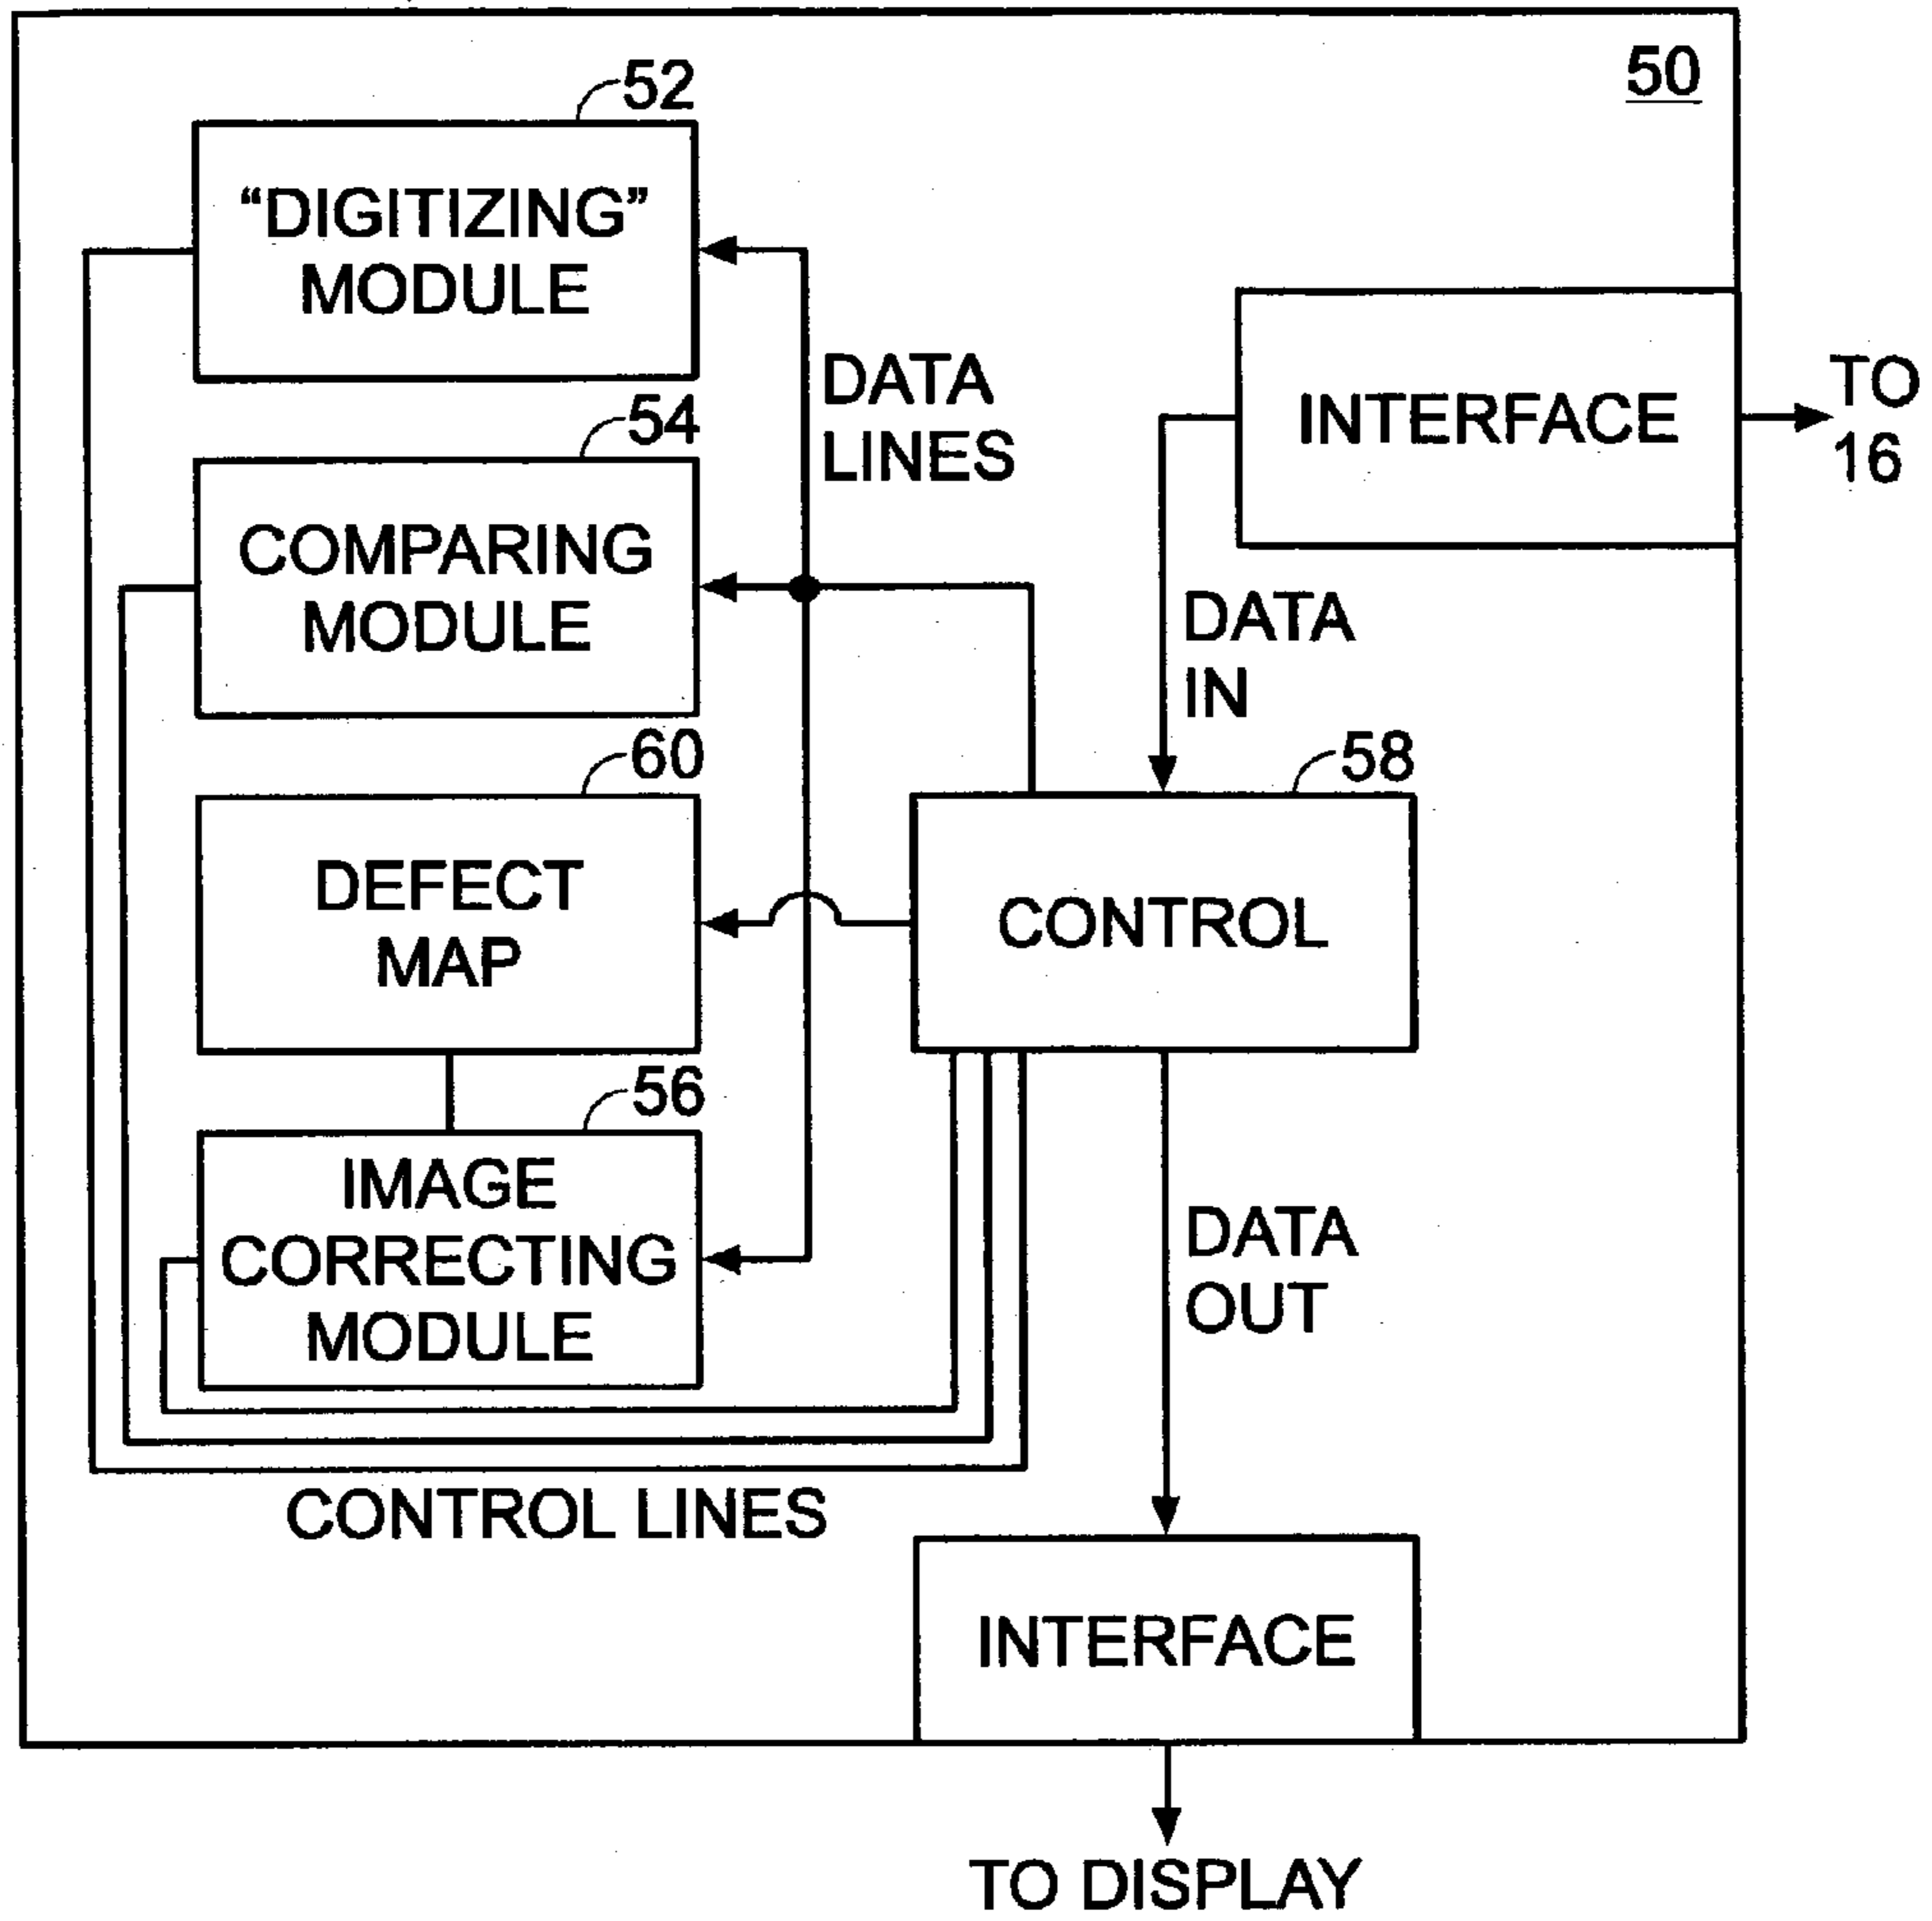 50
52
“DIGITIZING”
MODULE
DATA
LINES
INTERFACE
TO
16
54
COMPARING
MODULE
DATA
IN
60
58
DEFECT
MAP
CONTROL
56
IMAGE
CORRECTING
MODULE
DATA
OUT
CONTROL LINES
INTERFACE
TO DISPLAY